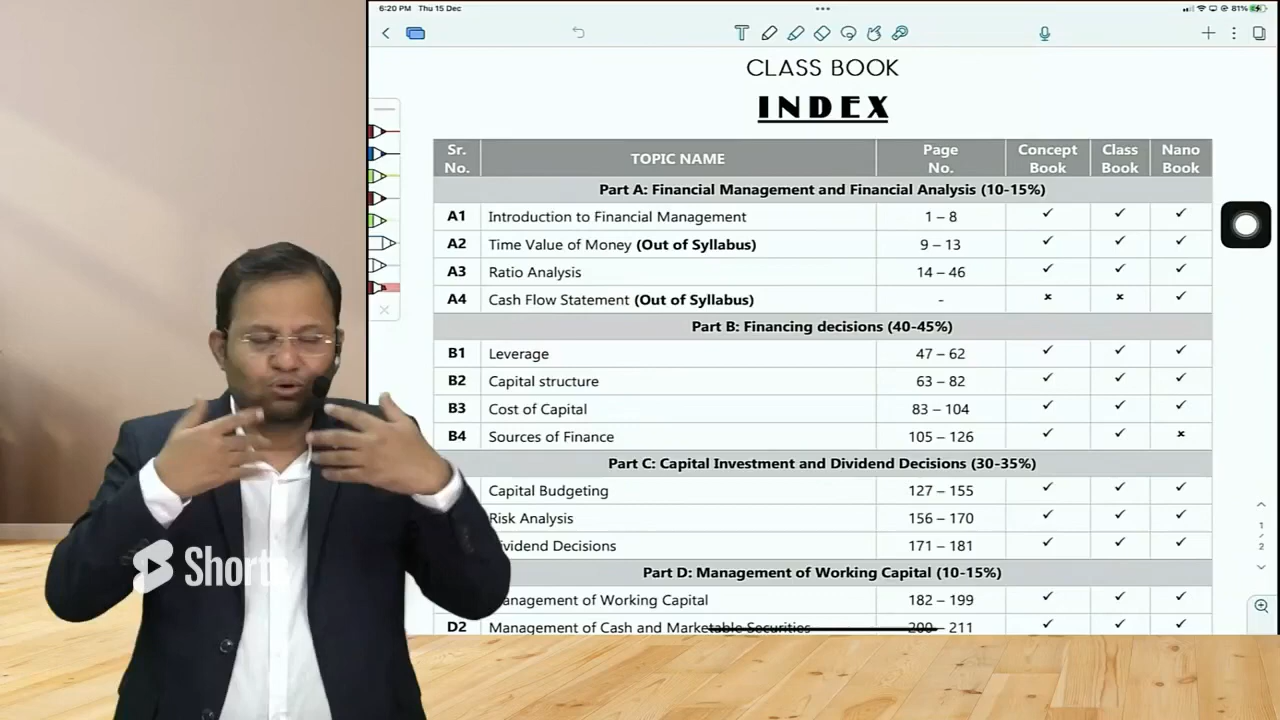 6:20 PM Thu 15 Dec
81%
CLASS BOOK
INDEX
Sr. No. TOPIC NAME Page No. Concept Book Class Book Nano Book
Part A: Financial Management and Financial Analysis (10-15%)
A1 Introduction to Financial Management 1 – 8 ✓ ✓ ✓
A2 Time Value of Money (Out of Syllabus) 9 – 13 ✓ ✓ ✓
A3 Ratio Analysis 14 – 46 ✓ ✓ ✓
A4 Cash Flow Statement (Out of Syllabus) - × × ✓
Part B: Financing decisions (40-45%)
B1 Leverage 47 – 62 ✓ ✓ ✓
B2 Capital structure 63 – 82 ✓ ✓ ✓
B3 Cost of Capital 83 – 104 ✓ ✓ ✓
B4 Sources of Finance 105 – 126 ✓ ✓ ×
Part C: Capital Investment and Dividend Decisions (30-35%)
Capital Budgeting 127 – 155 ✓ ✓ ✓
Risk Analysis 156 – 170 ✓ ✓ ✓
ividend Decisions 171 – 181 ✓ ✓ ✓
Part D: Management of Working Capital (10-15%)
anagement of Working Capital 182 – 199 ✓ ✓ ✓
D2 Management of Cash and Marketable Securities 200 – 211 ✓ ✓ ✓
1
/
2
Shorts